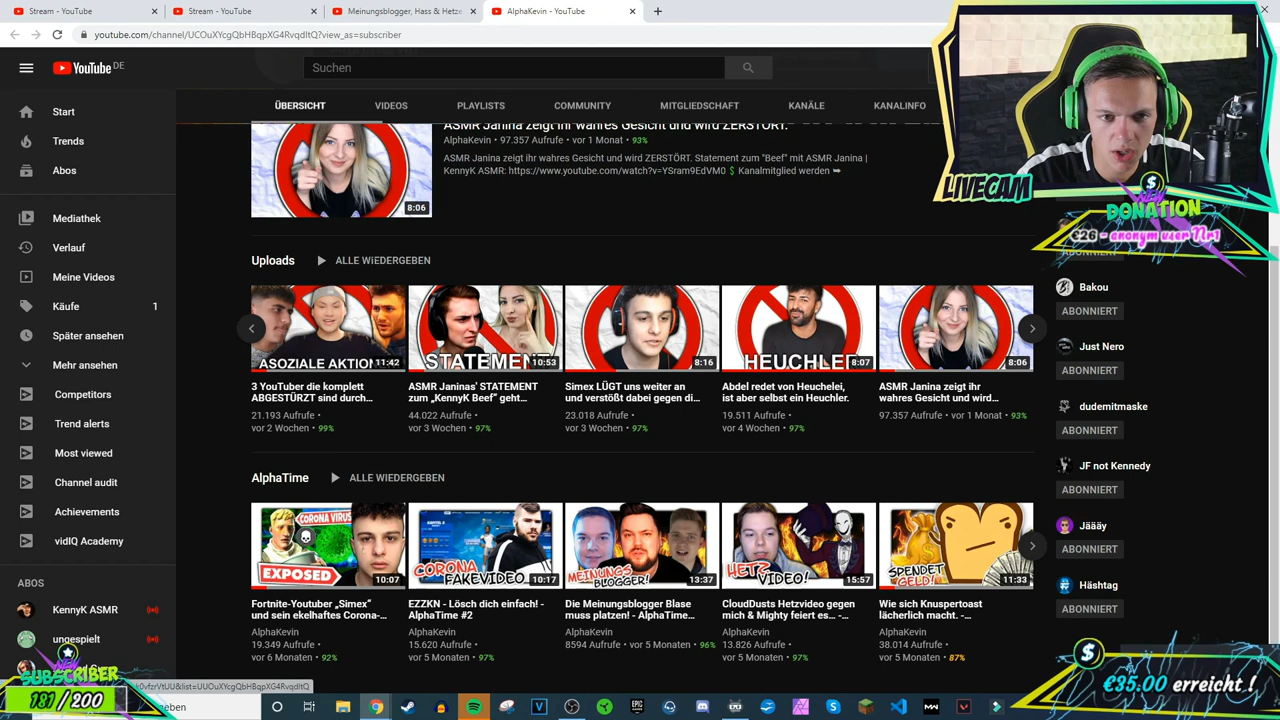 Stream - YouTube
Stream - YouTube
Meinungsblogger, Hass & Hetze
AlphaKevin - YouTube
youtube.com/channel/UCOuXYcgQbHBqpXG4RvqdItQ?view_as=subscriber
YouTube DE
Suchen
ÜBERSICHT VIDEOS PLAYLISTS COMMUNITY MITGLIEDSCHAFT KANÄLE KANALINFO
Start
Trends
Abos
Mediathek
Verlauf
Meine Videos
Käufe 1
Später ansehen
Mehr ansehen
Competitors
Trend alerts
Most viewed
Channel audit
Achievements
vidIQ Academy
ABOS
KennyK ASMR
ungespielt
ASMR Janina zeigt ihr wahres Gesicht und wird ZERSTÖRT.
AlphaKevin • 97.357 Aufrufe • vor 1 Monat • 93%
ASMR Janina zeigt ihr wahres Gesicht und wird ZERSTÖRT. Statement zum "Beef" mit ASMR Janina |
KennyK ASMR: https://www.youtube.com/watch?v=YSram9EdVM0 $ Kanalmitglied werden ➥
8:06
Uploads ALLE WIEDERGEBEN
ASOZIALE AKTION
11:42
3 YouTuber die komplett
ABGESTÜRZT sind durch...
21.193 Aufrufe •
vor 2 Wochen • 99%
STATEMENT
10:53
ASMR Janinas' STATEMENT
zum „KennyK Beef“ geht...
44.022 Aufrufe •
vor 3 Wochen • 97%
8:16
Simex LÜGT uns weiter an
und verstößt dabei gegen di...
23.018 Aufrufe •
vor 3 Wochen • 97%
HEUCHLER
8:07
Abdel redet von Heuchelei,
ist aber selbst ein Heuchler.
19.511 Aufrufe •
vor 4 Wochen • 97%
8:06
ASMR Janina zeigt ihr
wahres Gesicht und wird...
97.357 Aufrufe • vor 1 Monat • 93%
AlphaTime ALLE WIEDERGEBEN
CORONA VIRUS
EXPOSED
10:07
Fortnite-Youtuber „Simex“
und sein ekelhaftes Corona-...
19.349 Aufrufe •
vor 6 Monaten • 92%
CORONA
FAKEVIDEO
10:17
EZZKN - Lösch dich einfach! -
AlphaTime #2
AlphaKevin
15.620 Aufrufe •
vor 5 Monaten • 97%
MEINUNGS
BLOGGER!
13:37
Die Meinungsblogger Blase
muss platzen! - AlphaTime...
AlphaKevin
8594 Aufrufe • vor 5 Monaten • 96%
HETZ
VIDEO!
15:57
CloudDusts Hetzvideo gegen
mich & Mighty feiert es... -...
AlphaKevin
13.826 Aufrufe •
vor 5 Monaten • 97%
SPENDET
GELD!
11:33
Wie sich Knuspertoast
lächerlich macht. -...
AlphaKevin
38.014 Aufrufe •
vor 5 Monaten • 87%
LIVECAM
NEW
DONATION
€26 - anonym user Nr1
Bakou
ABONNIERT
Just Nero
ABONNIERT
dudemitmaske
ABONNIERT
JF not Kennedy
ABONNIERT
Jäääy
ABONNIERT
Häshtag
ABONNIERT
NEW
SUBSCRIBER
181 / 200
€35.00 erreicht !